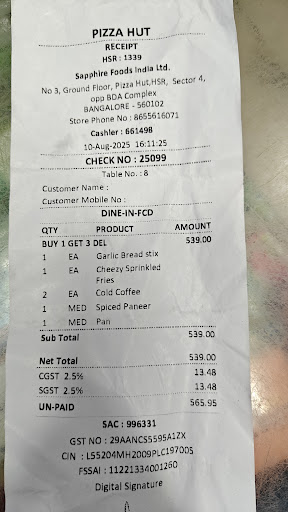 PIZZA HUT
RECEIPT
HSR : 1339
Sapphire Foods India Ltd.
No 3, Ground Floor, Pizza Hut,HSR, Sector 4,
opp BDA Complex
BANGALORE - 560102
Store Phone No : 8655616071
Cashier : 661498
10-Aug-2025 16:11:25
CHECK NO : 25099
Table No. : 8
Customer Name :
Customer Mobile No :
DINE-IN-FCD
QTY PRODUCT AMOUNT
BUY 1 GET 3 DEL 539.00
1 EA Garlic Bread stix
1 EA Cheezy Sprinkled
Fries
2 EA Cold Coffee
1 MED Spiced Paneer
1 MED Pan
Sub Total 539.00
Net Total 539.00
CGST 2.5% 13.48
SGST 2.5% 13.48
UN-PAID 565.95
SAC : 996331
GST NO : 29AANCS5595A1ZX
CIN : L55204MH2009PLC197005
FSSAI : 11221334001260
Digital Signature